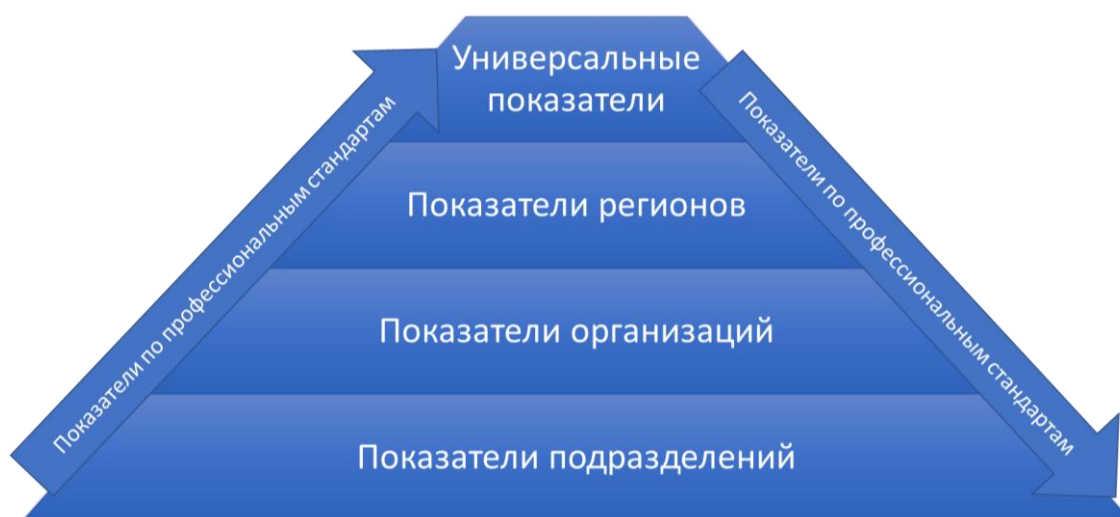 Универсальные
показатели
Показатели по профессиональным стандартам
Показатели по профессиональным стандартам
Показатели регионов
Показатели организаций
Показатели подразделений